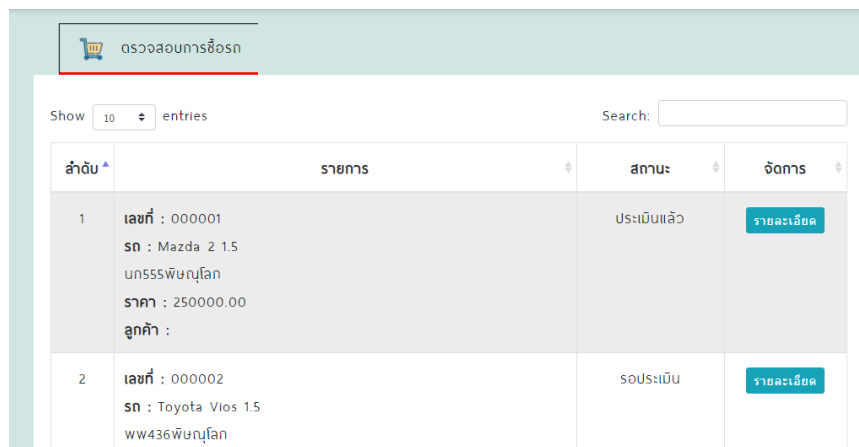 ตรวจสอบการซื้อรถ
Show 10 entries
Search:
ลำดับ รายการ สถานะ จัดการ
1 เลขที่ : 000001 ประเมินแล้ว รายละเอียด
รถ : Mazda 2 1.5
นก555พิษณุโลก
ราคา : 250000.00
ลูกค้า :
2 เลขที่ : 000002 รอประเมิน รายละเอียด
รถ : Toyota Vios 1.5
พพ436พิษณุโลก